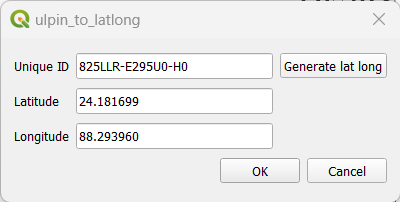 ulpin_to_latlong
Unique ID 825LLR-E295U0-H0 Generate lat long
Latitude 24.181699
Longitude 88.293960
OK Cancel